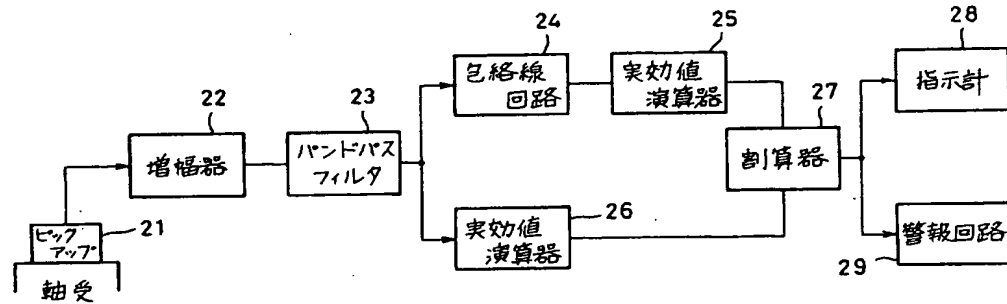 24
包絡線
回路
25
実効値
演算器
28
指示計
22
増幅器
23
バンドパス
フィルタ
27
割算器
21
ピック
アップ
軸受
26
実効値
演算器
29
警報回路